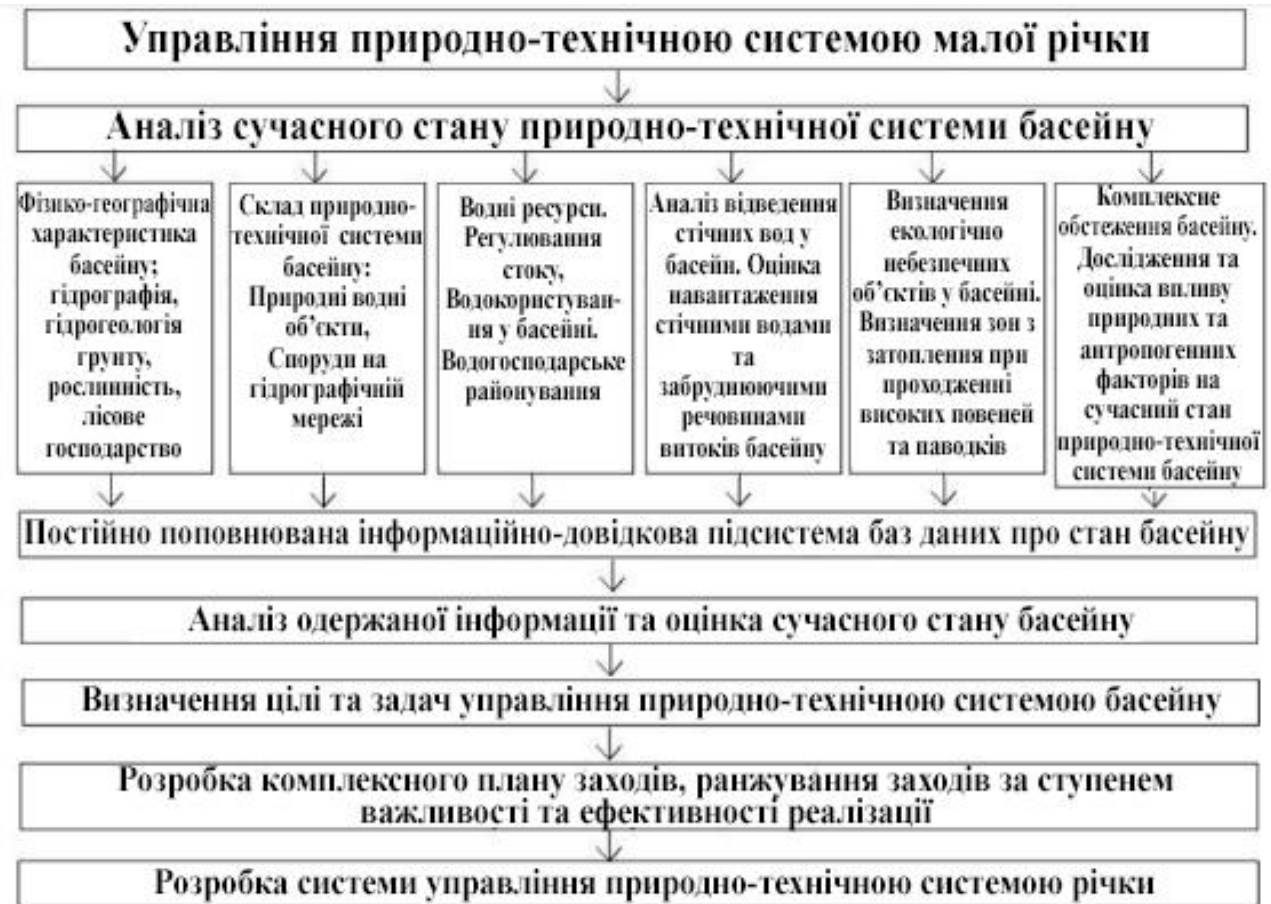 Управління природно-технічною системою малої річки
Аналіз сучасного стану природно-технічної системи басейну
Фізико-географічна
характеристика
басейну;
гідрографія,
гідрогеологія
грунту,
рослинність,
лісове
господарство
Склад природно-
технічної системи
басейну:
Природні водні
об'єкти,
Споруди на
гідрографічній
мережі
Водні ресурси.
Регулювання
стоку,
Водокористуван-
ня у басейні.
Водогосподарське
районування
Аналіз відведення
стічних вод у
басейн. Оцінка
навантаження
стічними водами
та
забруднюючими
речовинами
витоків басейну
Визначення
екологічно
небезпечних
об'єктів у басейні.
Визначення зон з
затоплення при
проходженні
високих повеней
та паводків
Комплексне
обстеження басейну.
Дослідження та
оцінка впливу
природних та
антропогенних
факторів на
сучасний стан
природно-технічної
системи басейну
Постійно поповнювана інформаційно-довідкова підсистема баз даних про стан басейну
Аналіз одержаної інформації та оцінка сучасного стану басейну
Визначення цілі та задач управління природно-технічною системою басейну
Розробка комплексного плану заходів, ранжування заходів за ступенем
важливості та ефективності реалізації
Розробка системи управління природно-технічною системою річки